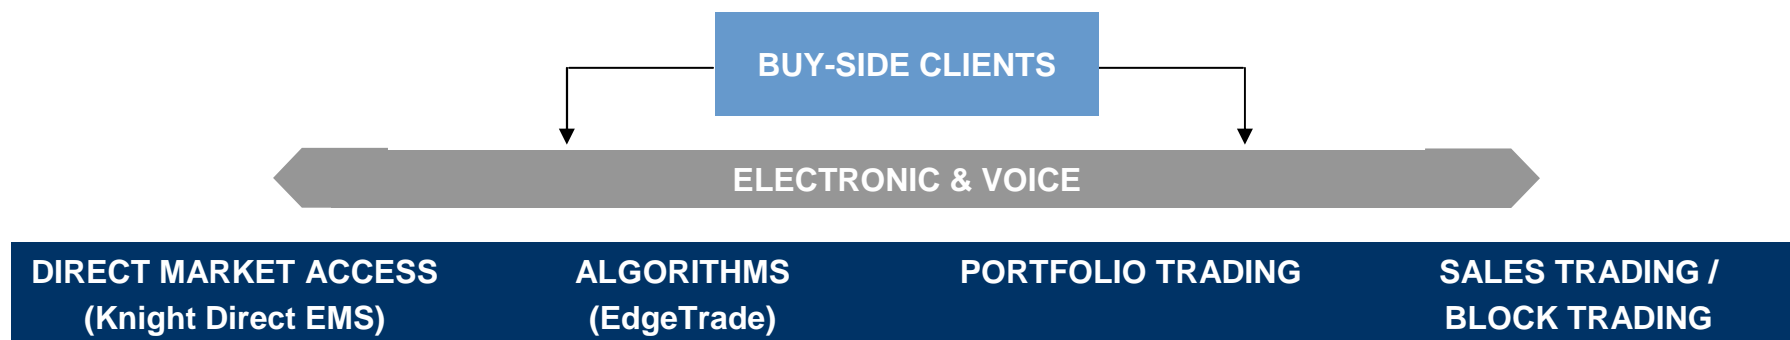 BUY-SIDE CLIENTS
ELECTRONIC & VOICE
DIRECT MARKET ACCESS
(Knight Direct EMS)
ALGORITHMS
(EdgeTrade)
PORTFOLIO TRADING
SALES TRADING /
BLOCK TRADING